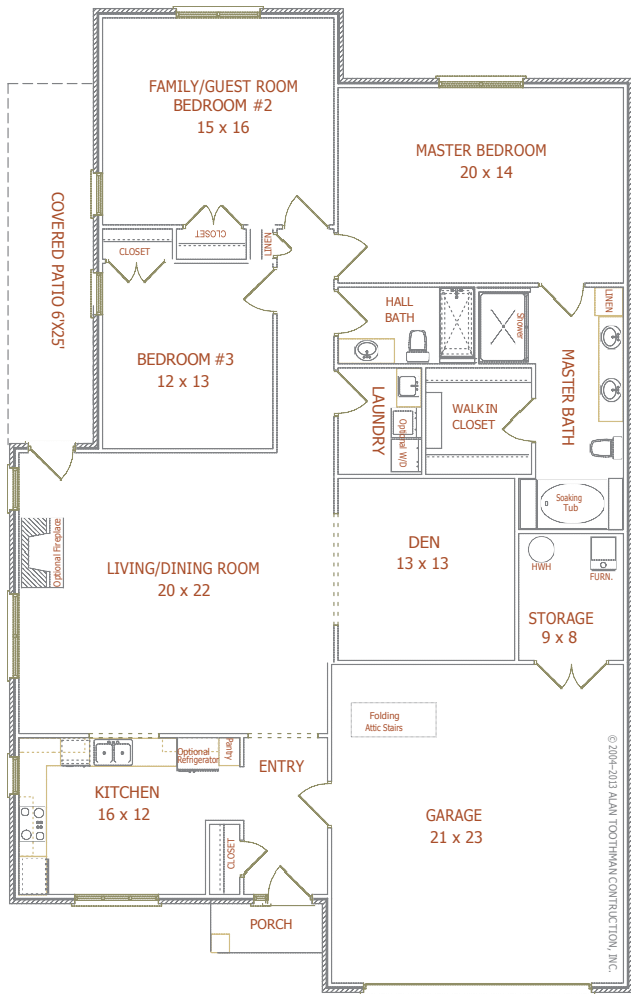 FAMILY/GUEST ROOM
BEDROOM #2
15 x 16
MASTER BEDROOM
20 x 14
COVERED PATIO 6'X25'
CLOSET
CLOSET
LINEN
HALL
BATH
Shower
LINEN
BEDROOM #3
12 x 13
MASTER BATH
LAUNDRY
WALKIN
CLOSET
Optional W/D
Soaking
Tub
Optional Fireplace
DEN
13 x 13
HWH
FURN.
LIVING/DINING ROOM
20 x 22
STORAGE
9 x 8
Folding
Attic Stairs
Optional
Refrigerator
Pantry
ENTRY
KITCHEN
16 x 12
GARAGE
21 x 23
CLOSET
PORCH
© 2004-2013 ALAN TOOTHMAN CONTRUCTION, INC.